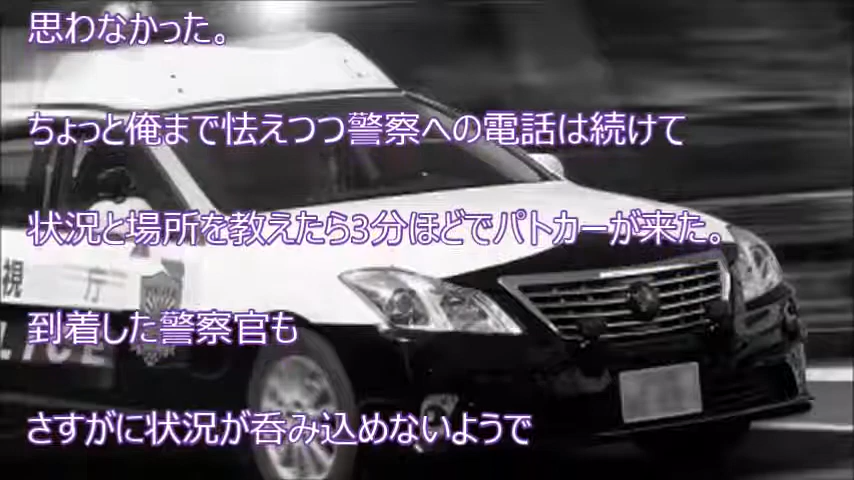 思わなかった。
ちょっと俺まで怯えつつ警察への電話は続けて
状況と場所を教えたら3分ほどでパトカーが来た。
視 庁
到着した警察官も
LICE
さすがに状況が呑み込めないようで